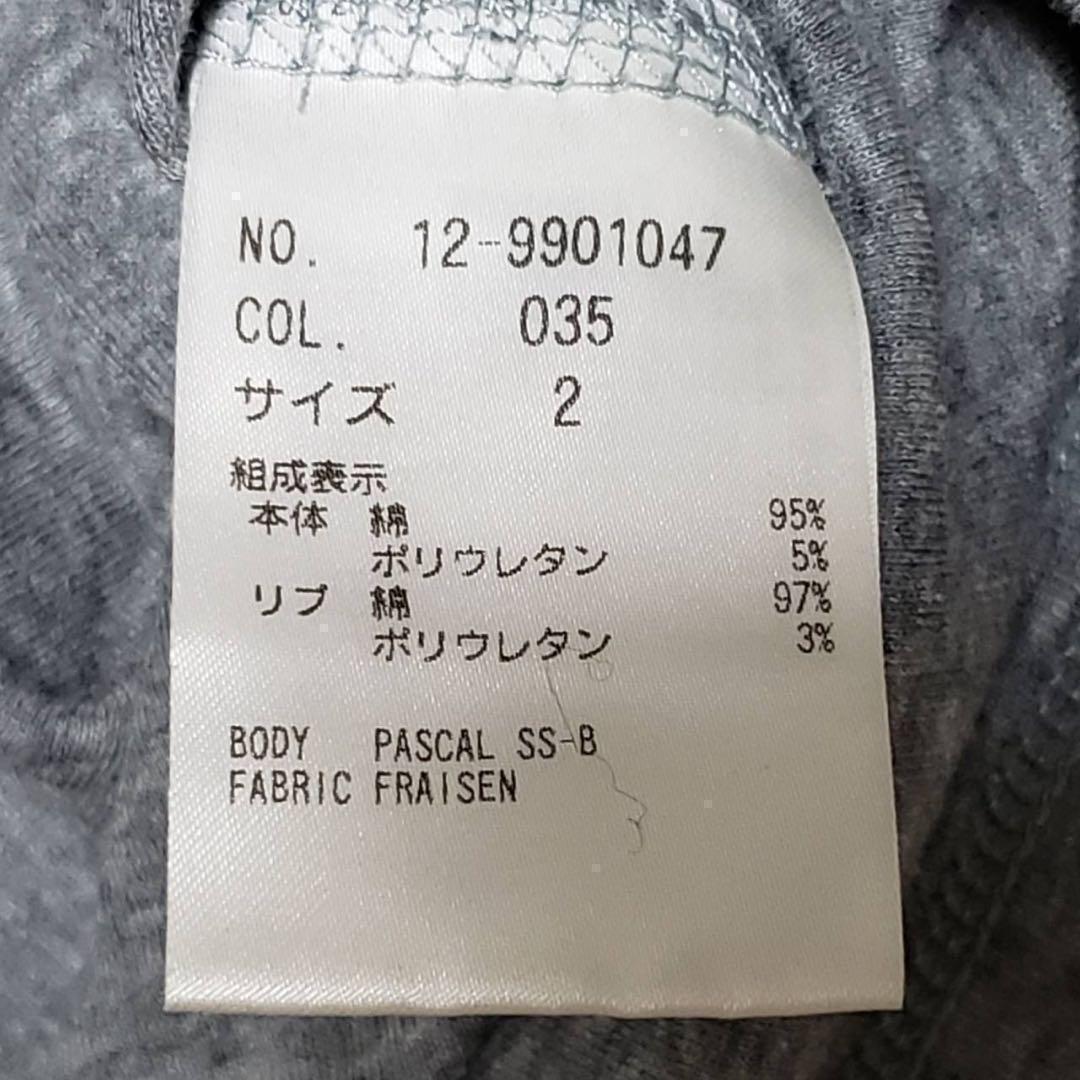 NO. 12-9901047
COL. 035
サイズ 2
組成表示
本体 綿 95%
ポリウレタン 5%
リブ 綿 97%
ポリウレタン 3%
BODY PASCAL SS-B
FABRIC FRAISEN